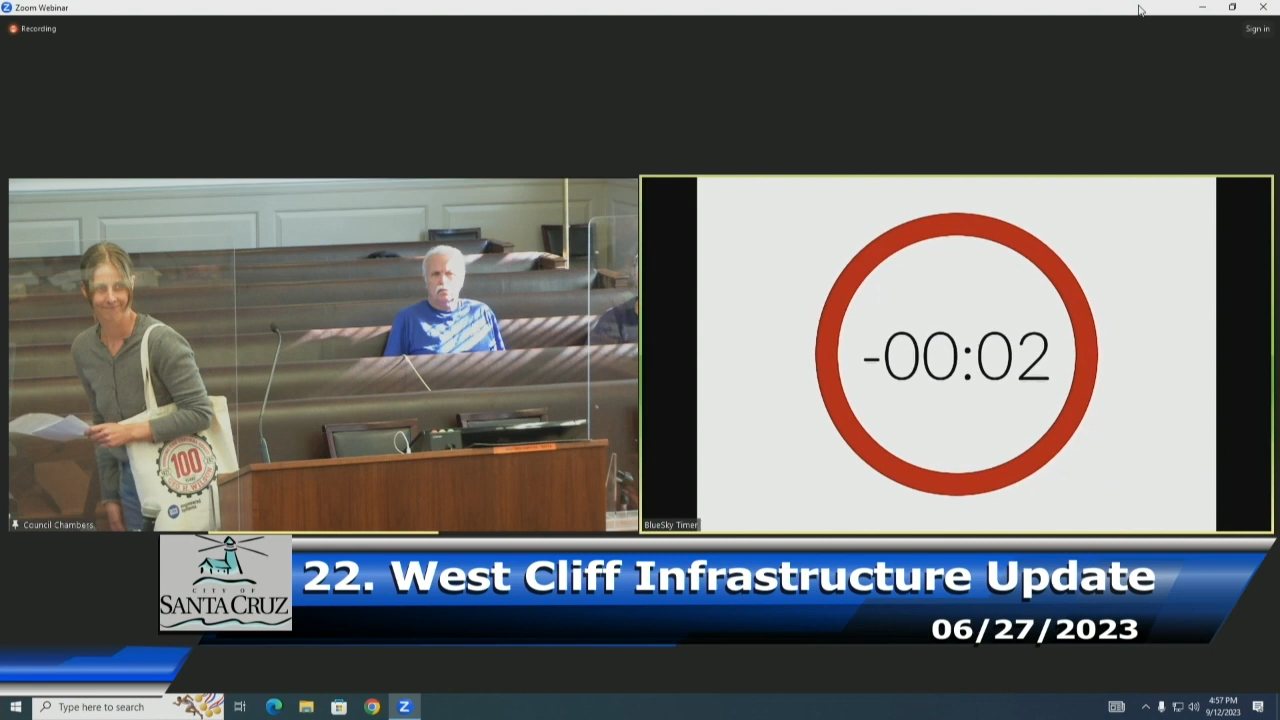 Zoom Webinar
Recording
Sign in
-00:02
100
Council Chambers
BlueSky Timer
CITY OF
SANTA CRUZ
22. West Cliff Infrastructure Update
06/27/2023
Type here to search
4:57 PM
9/12/2023